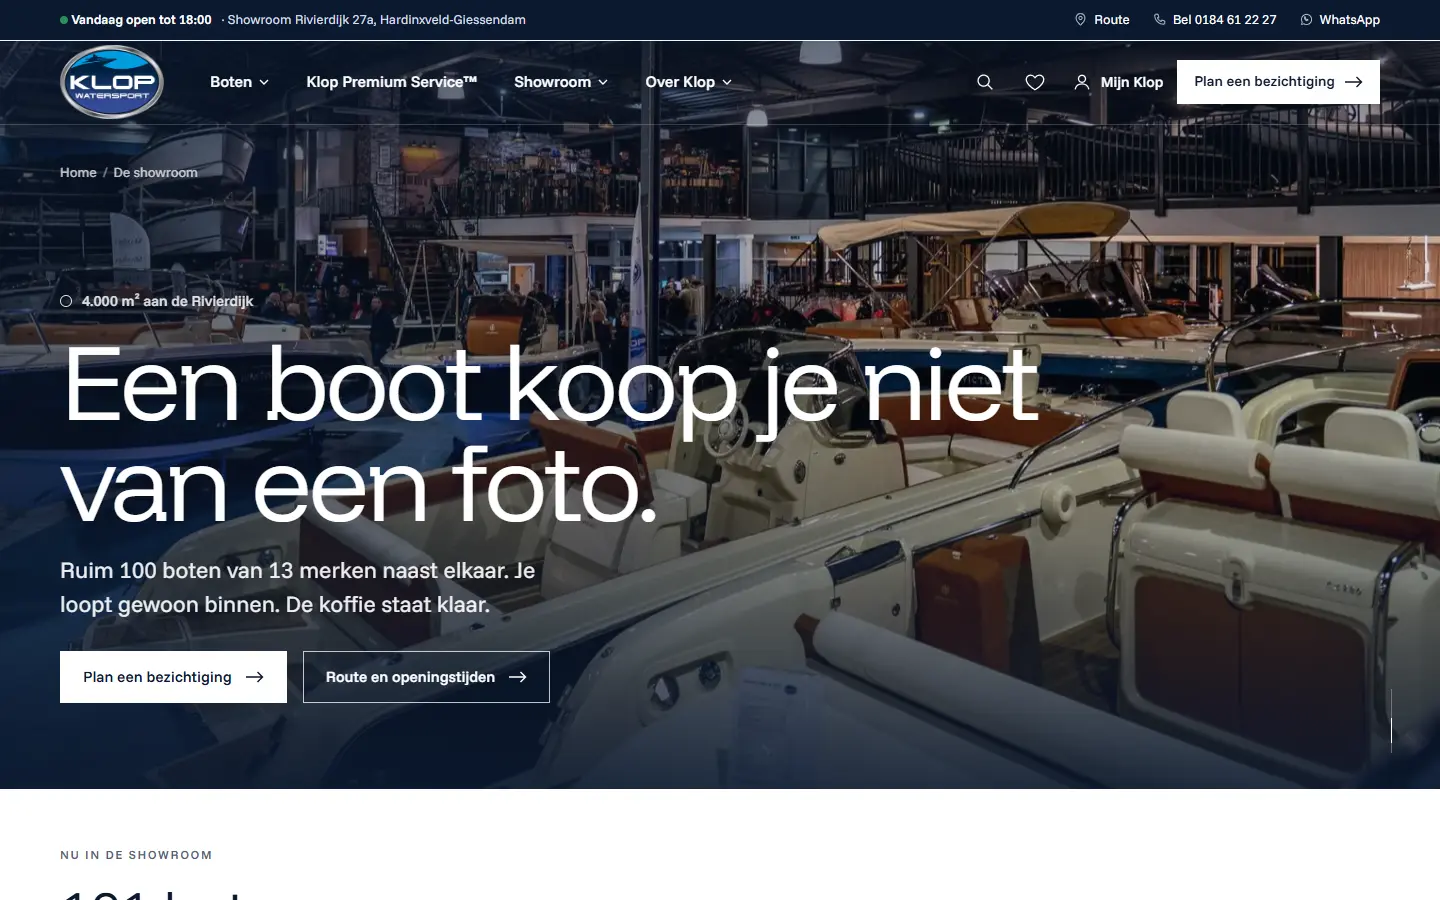 Vandaag open tot 18:00 · Showroom Rivierdijk 27a, Hardinxveld-Giessendam
Route
Bel 0184 61 22 27
WhatsApp
KLOP
WATERSPORT
Boten
Klop Premium Service™
Showroom
Over Klop
Mijn Klop
Plan een bezichtiging
Home / De showroom
4.000 m² aan de Rivierdijk
Een boot koop je niet
van een foto.
Ruim 100 boten van 13 merken naast elkaar. Je
loopt gewoon binnen. De koffie staat klaar.
Plan een bezichtiging
Route en openingstijden
NU IN DE SHOWROOM